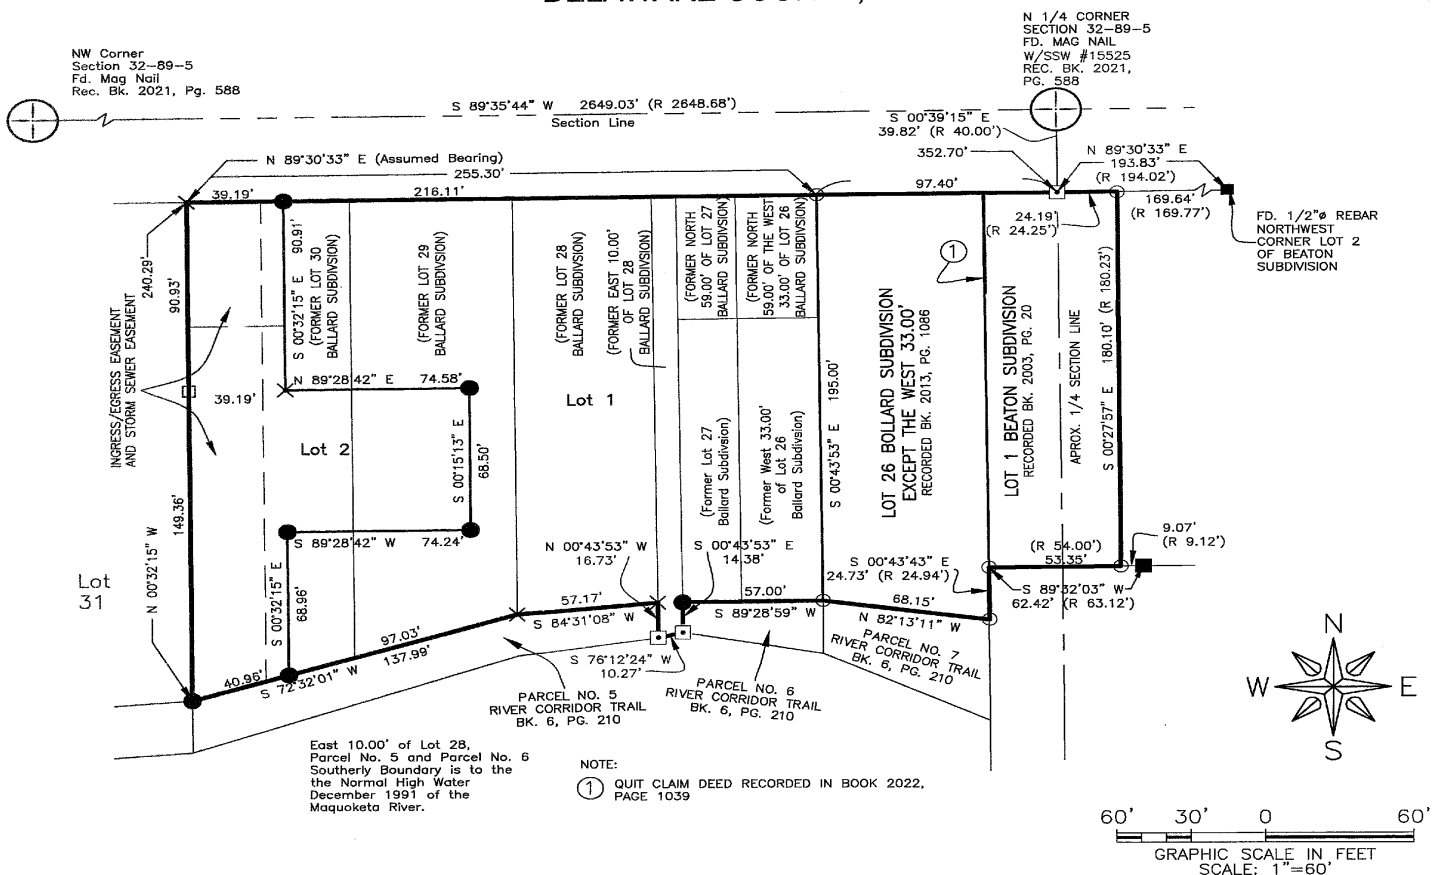 N 1/4 CORNER
SECTION 32-89-5
FD. MAG NAIL
W/SSW #15525
REC. BK. 2021,
PG. 588
NW Corner
Section 32-89-5
Fd. Mag Nail
Rec. Bk. 2021, Pg. 588
S 89°35'44" W 2649.03' (R 2648.68')
Section Line
S 00°39'15" E
39.82' (R 40.00')
352.70'
N 89°30'33" E
193.83'
(R 194.02')
N 89°30'33" E (Assumed Bearing)
255.30'
39.19'
216.11'
97.40'
24.19'
(R 24.25')
169.64'
(R 169.77')
FD. 1/2"ø REBAR
NORTHWEST
CORNER LOT 2
OF BEATON
SUBDIVISION
240.29'
90.93'
S 00°32'15" E 90.91'
(FORMER LOT 30
BALLARD SUBDIVISION)
(FORMER LOT 29
BALLARD SUBDIVISION)
(FORMER LOT 28
BALLARD SUBDIVISION)
(FORMER EAST 10.00'
OF LOT 28
BALLARD SUBDIVISION)
(FORMER NORTH
59.00' OF LOT 27
BALLARD SUBDIVSION)
(FORMER NORTH
59.00' OF THE WEST
33.00' OF LOT 26
BALLARD SUBDIVSION)
1
INGRESS/EGRESS EASEMENT
AND STORM SEWER EASEMENT
39.19'
N 89°28'42" E 74.58'
Lot 1
Lot 2
S 00°15'13" E
68.50'
S 89°28'42" W 74.24'
(Former Lot 27
Ballard Subdivision)
(Former West 33.00'
of Lot 26
Ballard Subdivision)
S 00°43'53" E 195.00'
LOT 26 BOLLARD SUBDIVISION
EXCEPT THE WEST 33.00'
RECORDED BK. 2013, PG. 1086
LOT 1 BEATON SUBDIVISION
RECORDED BK. 2003, PG. 20
APROX. 1/4 SECTION LINE
S 00°27'57" E 180.10' (R 180.23')
149.36'
N 00°32'15" W
Lot
31
S 00°32'15" E
68.96'
N 00°43'53" W
16.73'
S 00°43'53" E
14.38'
S 00°43'43" E
24.73' (R 24.94')
(R 54.00')
53.35'
9.07'
(R 9.12')
S 89°32'03" W
62.42' (R 63.12')
57.17'
S 84°31'08" W
57.00'
S 89°28'59" W
68.15'
N 82°13'11" W
97.03'
137.99'
40.96'
S 72°32'01" W
S 76°12'24" W
10.27'
PARCEL NO. 5
RIVER CORRIDOR TRAIL
BK. 6, PG. 210
PARCEL NO. 6
RIVER CORRIDOR TRAIL
BK. 6, PG. 210
PARCEL NO. 7
RIVER CORRIDOR TRAIL
BK. 6, PG. 210
N
W E
S
East 10.00' of Lot 28,
Parcel No. 5 and Parcel No. 6
Southerly Boundary is to the
the Normal High Water
December 1991 of the
Maquoketa River.
NOTE:
1 QUIT CLAIM DEED RECORDED IN BOOK 2022,
PAGE 1039
60' 30' 0 60'
GRAPHIC SCALE IN FEET
SCALE: 1"=60'